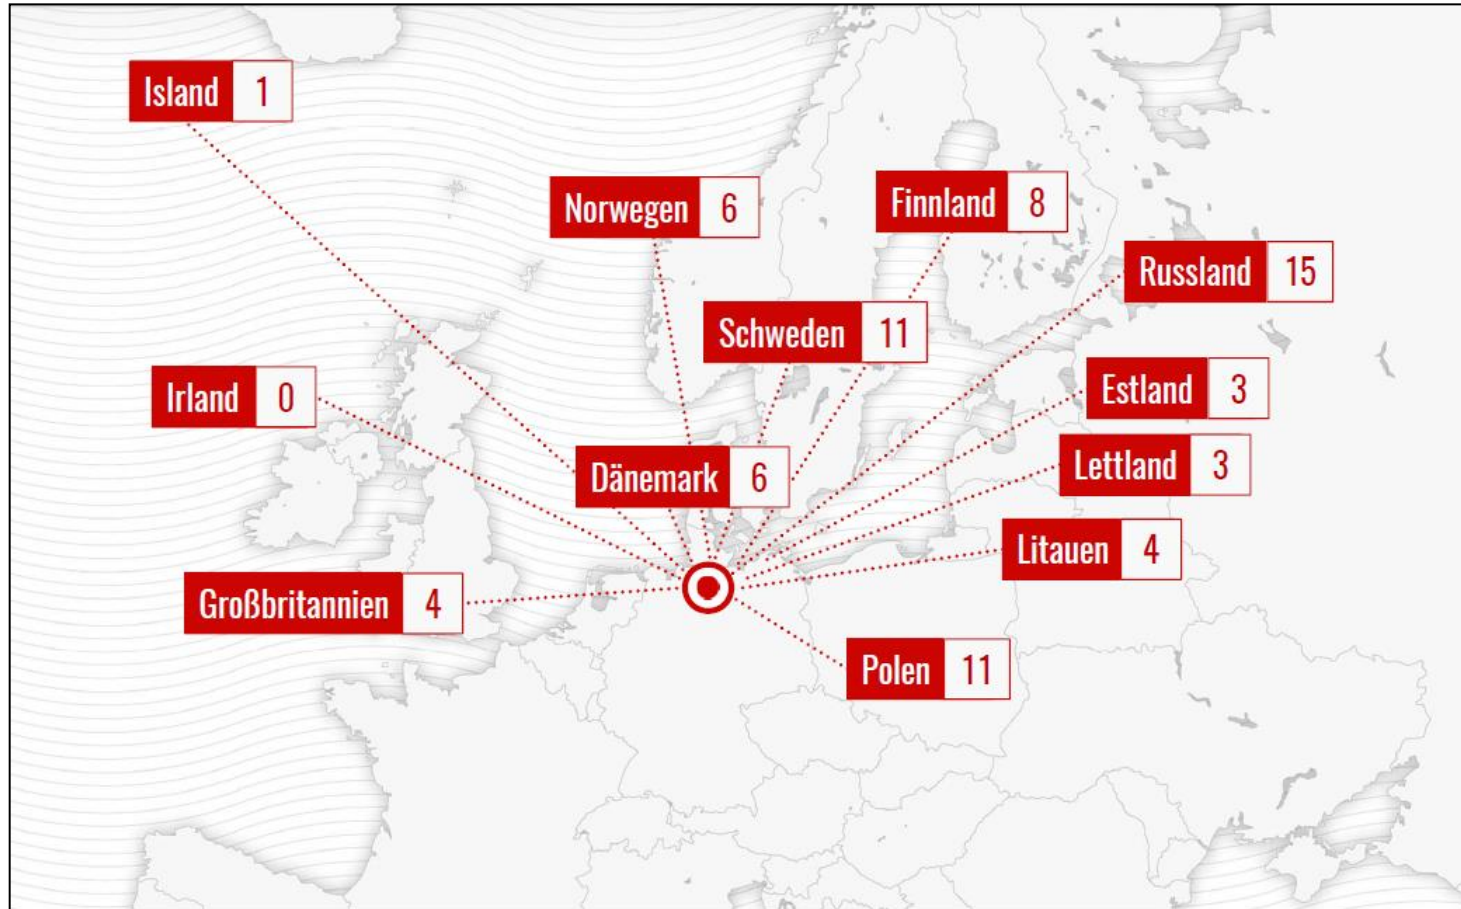 Island 1
Norwegen 6
Finnland 8
Russland 15
Schweden 11
Irland 0
Estland 3
Dänemark 6
Lettland 3
Litauen 4
Großbritannien 4
Polen 11